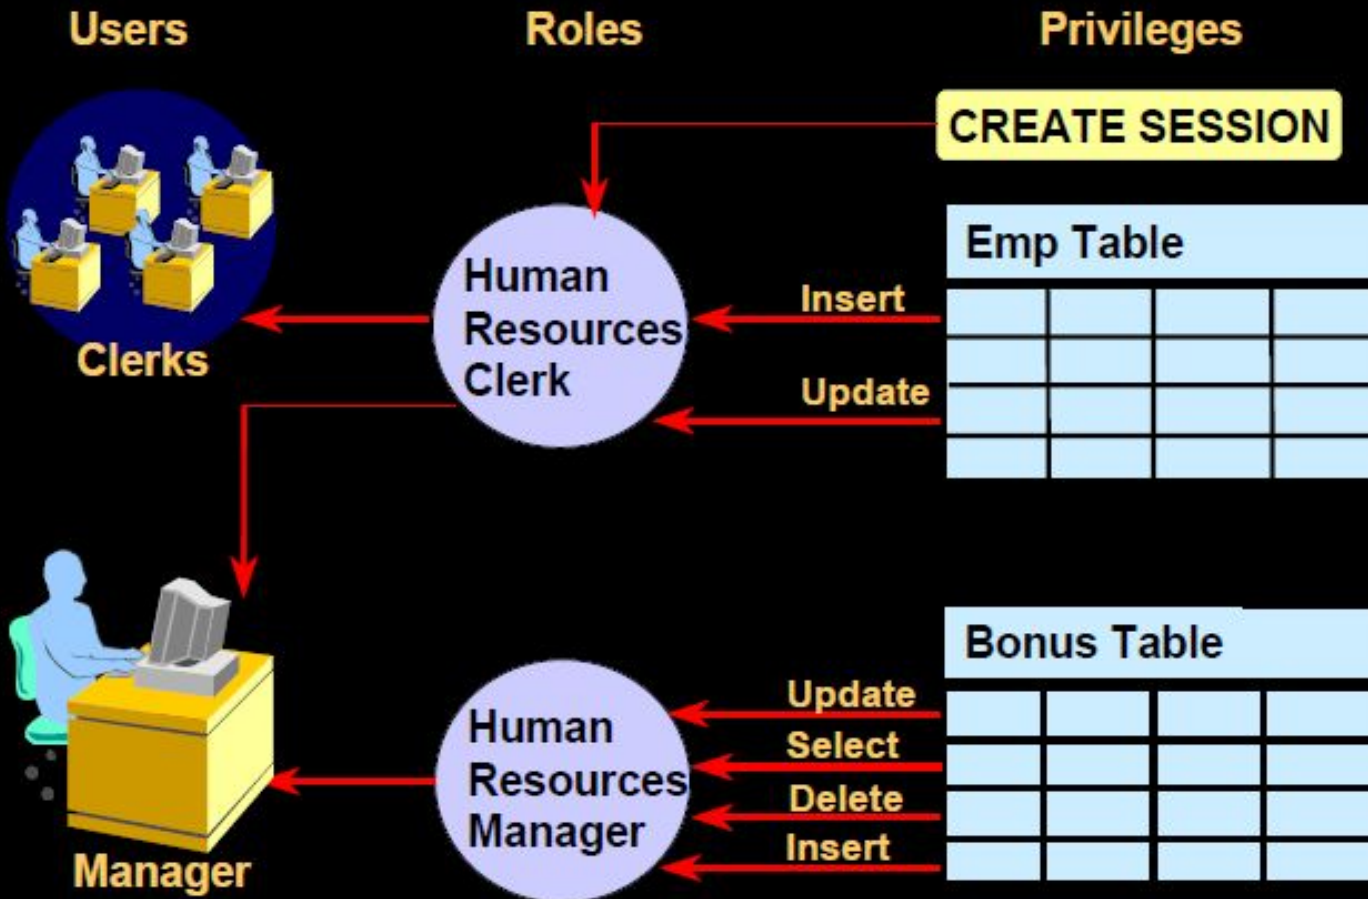 Users
Roles
Privileges
CREATE SESSION
Emp Table
Human
Resources
Clerk
Insert
Update
Clerks
Bonus Table
Human
Resources
Manager
Update
Select
Delete
Insert
Manager